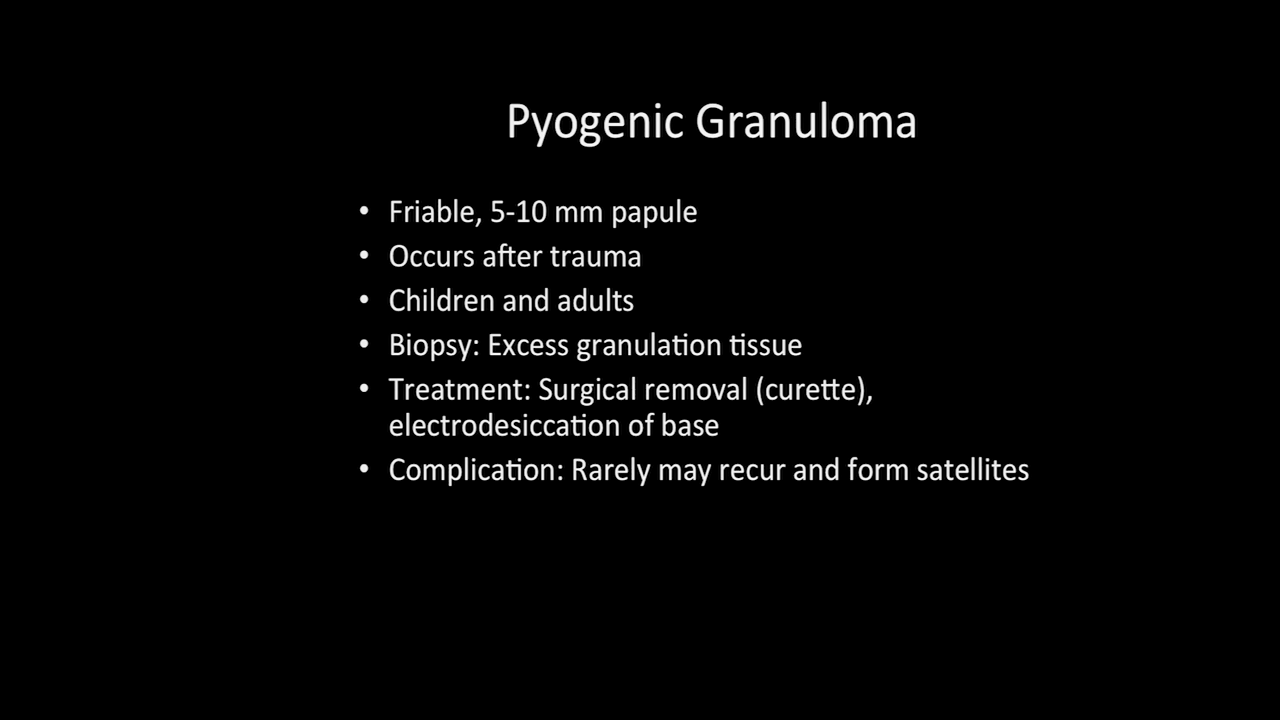 Pyogenic Granuloma
• Friable, 5-10 mm papule
• Occurs after trauma
• Children and adults
• Biopsy: Excess granulation tissue
• Treatment: Surgical removal (curette),
electrodesiccation of base
• Complication: Rarely may recur and form satellites